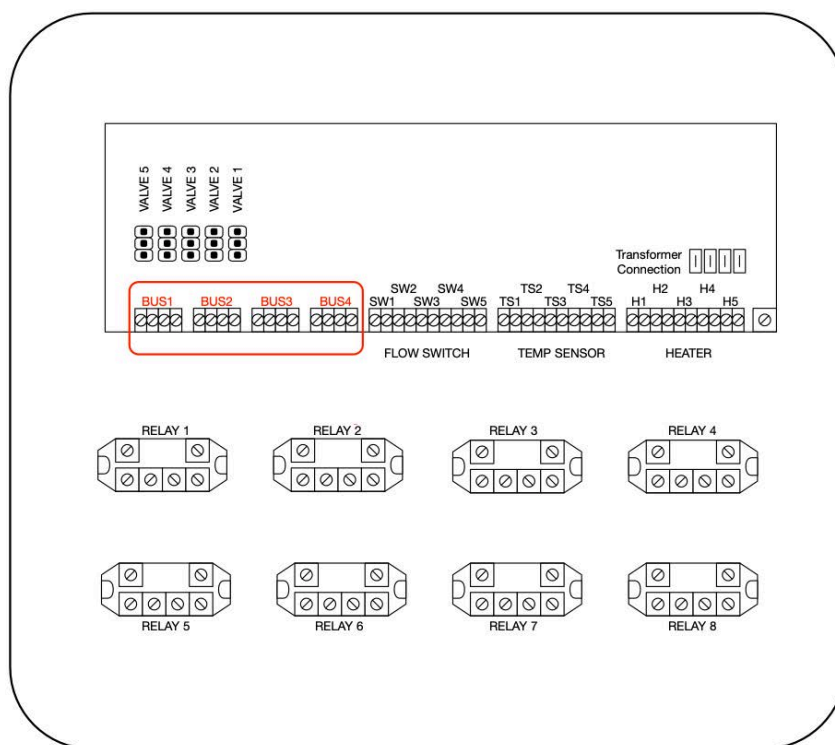 VALVE 5
VALVE 4
VALVE 3
VALVE 2
VALVE 1
Transformer
Connection
BUS1
BUS2
BUS3
BUS4
SW2 SW4
SW1 SW3 SW5
TS2 TS4
TS1 TS3 TS5
H2 H4
H1 H3 H5
FLOW SWITCH
TEMP SENSOR
HEATER
RELAY 1
RELAY 2
RELAY 3
RELAY 4
RELAY 5
RELAY 6
RELAY 7
RELAY 8